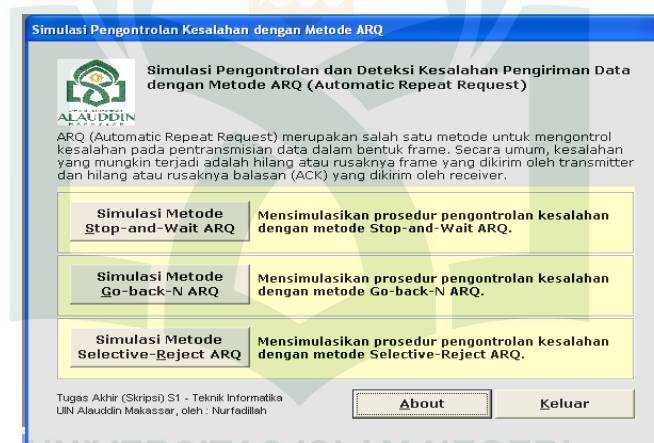 Simulasi Pengontrolan Kesalahan dengan Metode ARQ
Simulasi Pengontrolan dan Deteksi Kesalahan Pengiriman Data
dengan Metode ARQ (Automatic Repeat Request)
ALAUDDIN
ARQ (Automatic Repeat Request) merupakan salah satu metode untuk mengontrol
kesalahan pada pentransmisian data dalam bentuk frame. Secara umum, kesalahan
yang mungkin terjadi adalah hilang atau rusaknya frame yang dikirim oleh transmitter
dan hilang atau rusaknya balasan (ACK) yang dikirim oleh receiver.
Simulasi Metode
Stop-and-Wait ARQ
Mensimulasikan prosedur pengontrolan kesalahan
dengan metode Stop-and-Wait ARQ.
Simulasi Metode
Go-back-N ARQ
Mensimulasikan prosedur pengontrolan kesalahan
dengan metode Go-back-N ARQ.
Simulasi Metode
Selective-Reject ARQ
Mensimulasikan prosedur pengontrolan kesalahan
dengan metode Selective-Reject ARQ.
Tugas Akhir (Skripsi) S1 - Teknik Informatika
UIN Alauddin Makassar, oleh : Nurfadillah
About
Keluar